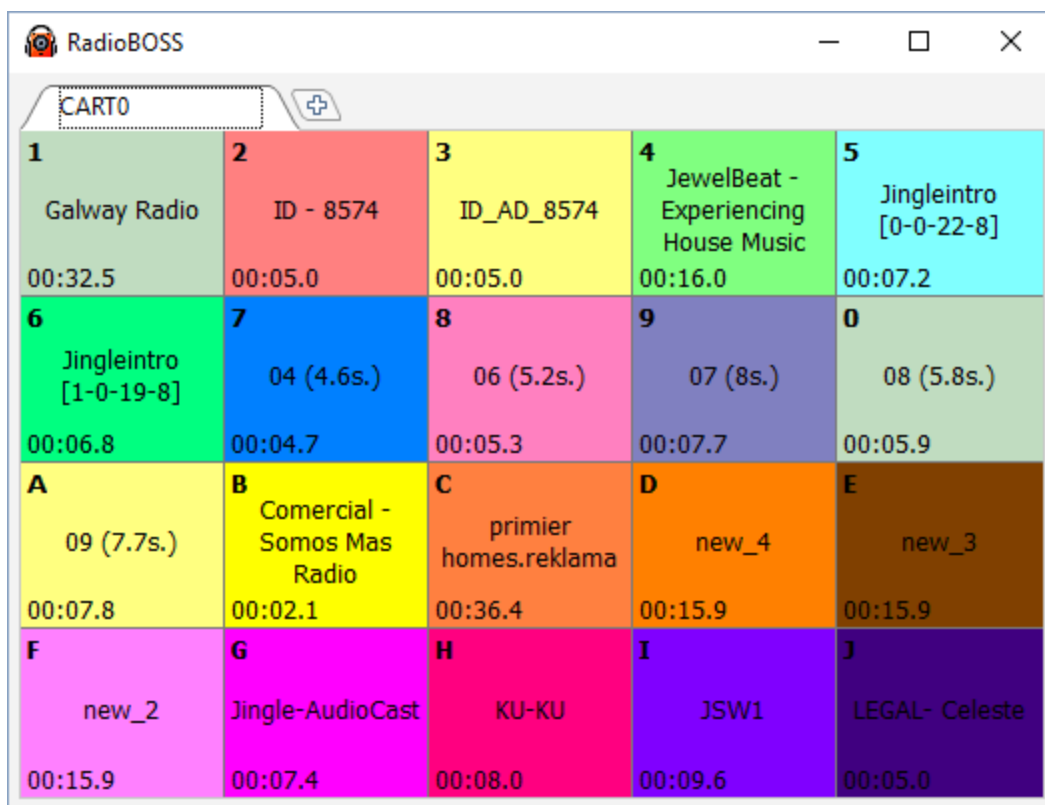 RadioBOSS
CART0
1
Galway Radio
00:32.5
2
ID - 8574
00:05.0
3
ID_AD_8574
00:05.0
4
JewelBeat -
Experiencing
House Music
00:16.0
5
Jingleintro
[0-0-22-8]
00:07.2
6
Jingleintro
[1-0-19-8]
00:06.8
7
04 (4.6s.)
00:04.7
8
06 (5.2s.)
00:05.3
9
07 (8s.)
00:07.7
0
08 (5.8s.)
00:05.9
A
09 (7.7s.)
00:07.8
B
Comercial -
Somos Mas
Radio
00:02.1
C
primier
homes.reklama
00:36.4
D
new_4
00:15.9
E
new_3
00:15.9
F
new_2
00:15.9
G
Jingle-AudioCast
00:07.4
H
KU-KU
00:08.0
I
JSW1
00:09.6
J
LEGAL- Celeste
00:05.0